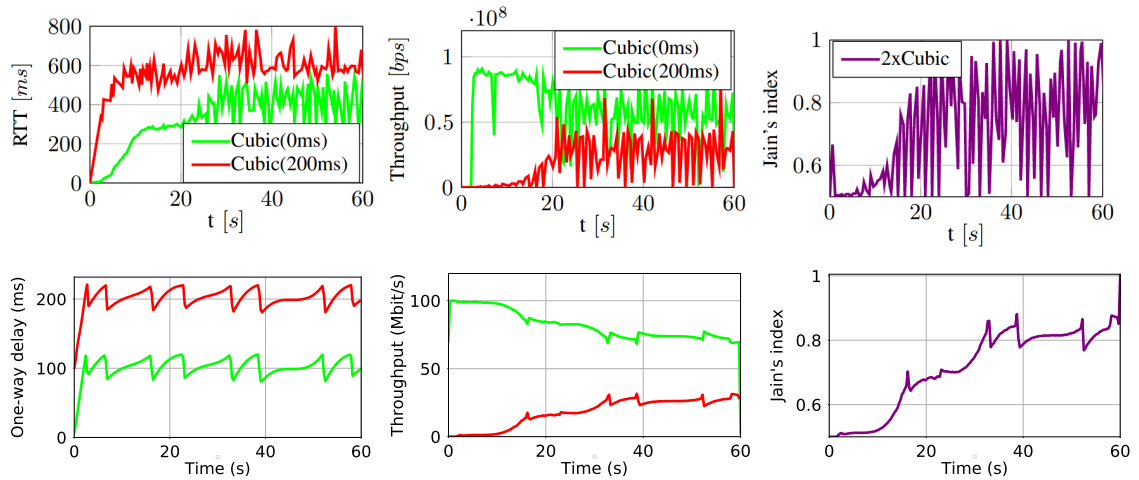 800
600
400
200
0
RTT [ms]
Cubic(0ms)
Cubic(200ms)
0 20 40 60
t [s]
·10⁸
1
0.5
0
Throughput [bps]
Cubic(0ms)
Cubic(200ms)
0 20 40 60
t [s]
1
0.8
0.6
Jain's index
2xCubic
0 20 40 60
t [s]
200
100
0
One-way delay (ms)
0 20 40 60
Time (s)
100
50
0
Throughput (Mbit/s)
0 20 40 60
Time (s)
1
0.8
0.6
Jain's index
0 20 40 60
Time (s)